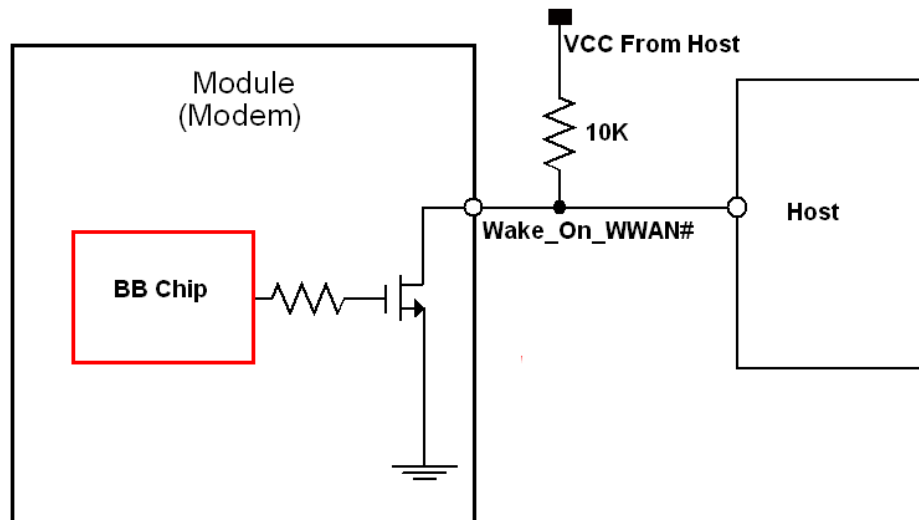 VCC From Host
Module
(Modem)
10K
Wake_On_WWAN#
Host
BB Chip